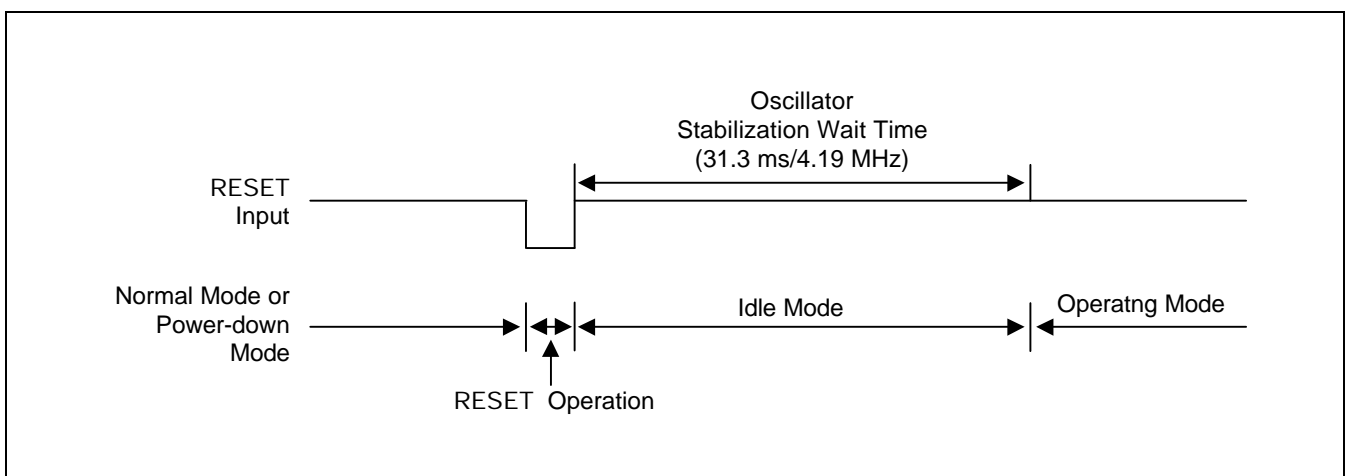 Oscillator
Stabilization Wait Time
(31.3 ms/4.19 MHz)
RESET
Input
Normal Mode or
Power-down
Mode
Idle Mode
Operatng Mode
RESET Operation